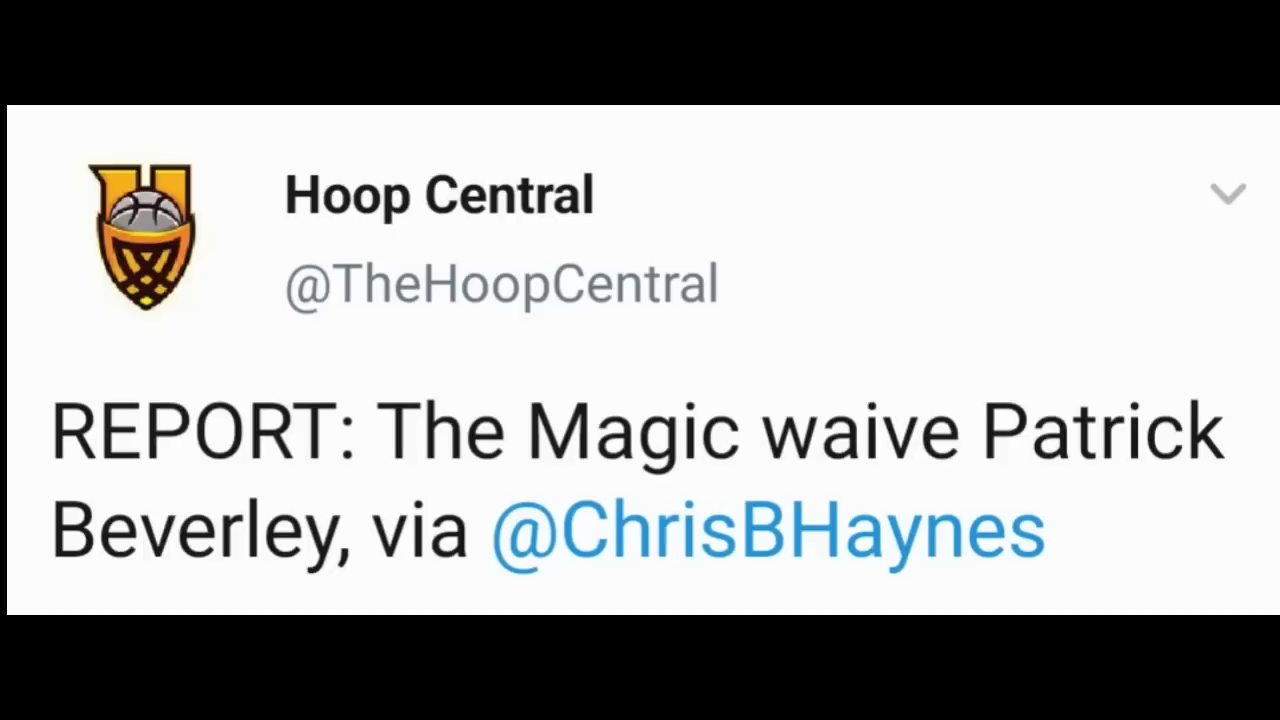 Hoop Central
@TheHoopCentral
REPORT: The Magic waive Patrick
Beverley, via @ChrisBHaynes